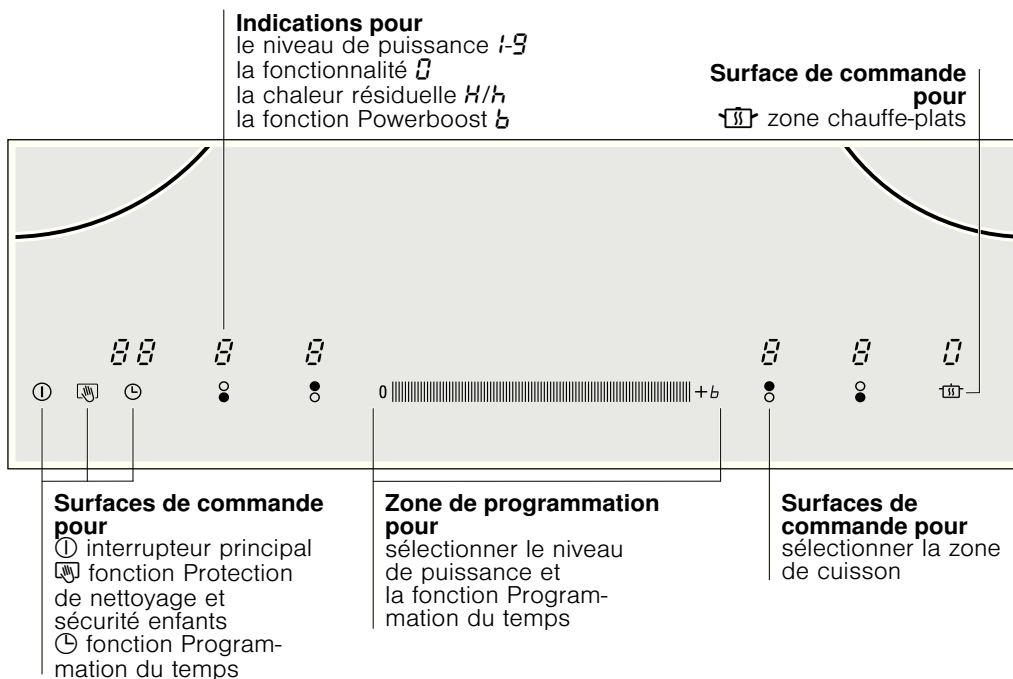 Indications pour
le niveau de puissance 1-9
la fonctionnalité 0
la chaleur résiduelle H/h
la fonction Powerboost b
Surface de commande
pour
zone chauffe-plats
88 8 8 8 8 0
0 +b
Surfaces de commande
pour
interrupteur principal
fonction Protection
de nettoyage et
sécurité enfants
fonction Program-
mation du temps
Zone de programmation
pour
sélectionner le niveau
de puissance et
la fonction Program-
mation du temps
Surfaces de
commande pour
sélectionner la zone
de cuisson